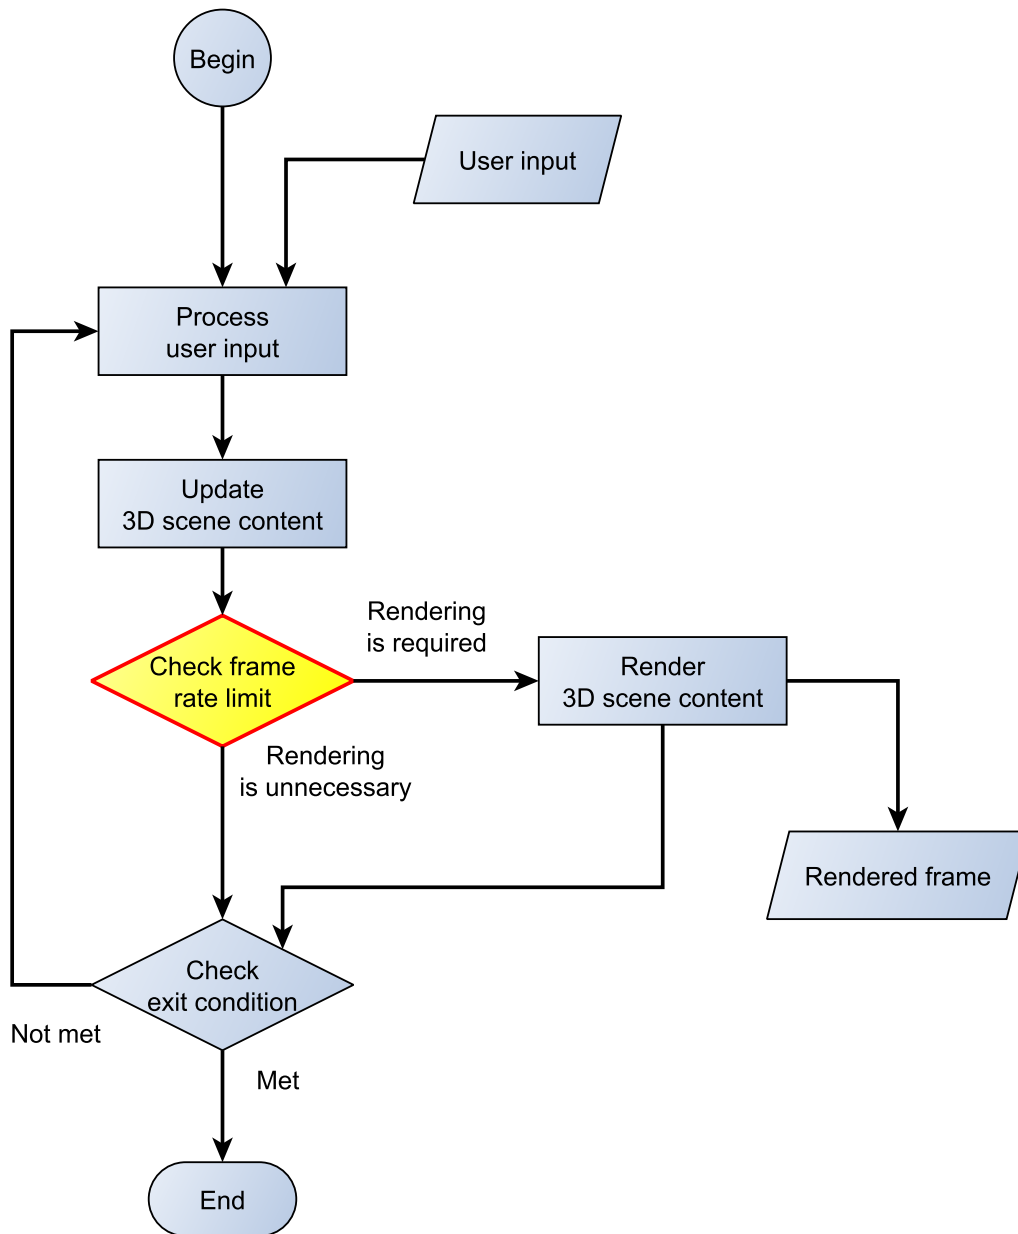 Begin
User input
Process
user input
Update
3D scene content
Rendering
is required
Check frame
rate limit
Render
3D scene content
Rendering
is unnecessary
Rendered frame
Check
exit condition
Not met
Met
End